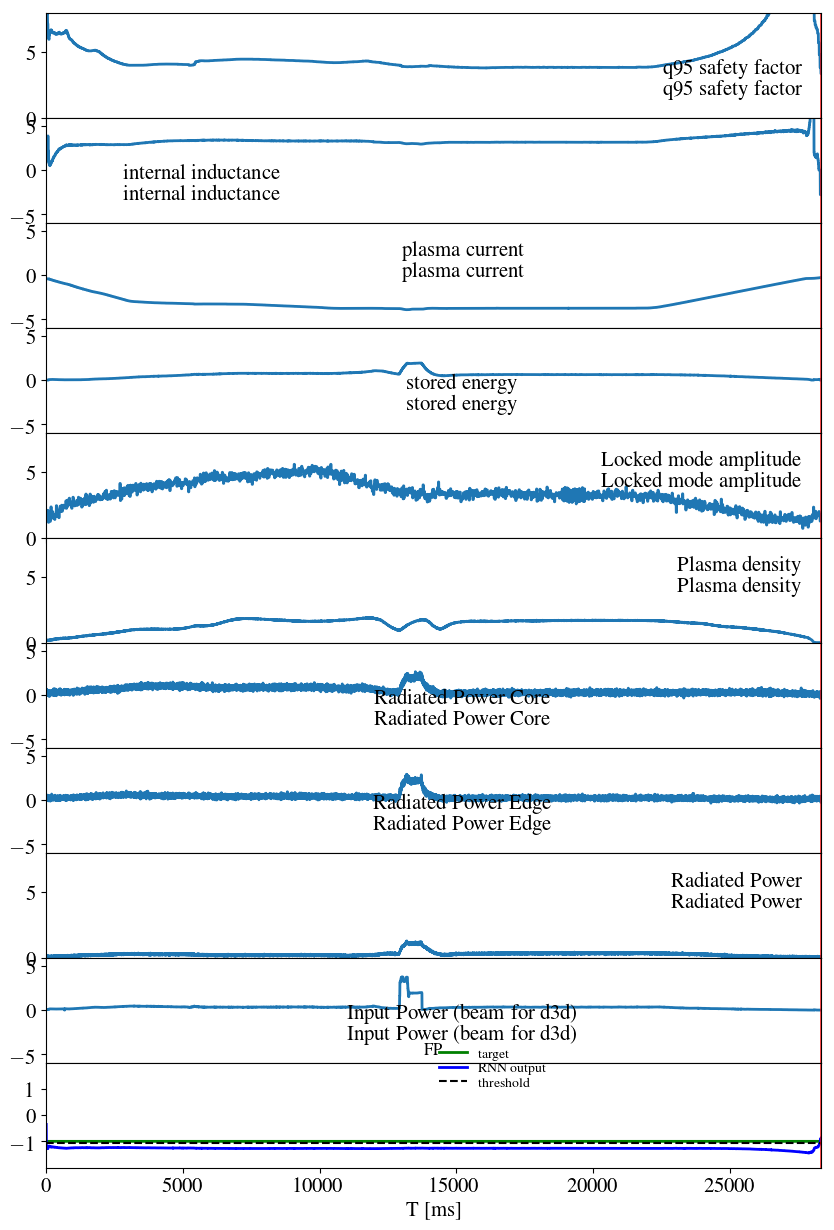 5
q95 safety factor
q95 safety factor
0
5
0
internal inductance
internal inductance
−5
5
plasma current
plasma current
0
−5
5
0
stored energy
stored energy
−5
Locked mode amplitude
5
Locked mode amplitude
0
Plasma density
5
Plasma density
0
5
0
Radiated Power Core
Radiated Power Core
−5
5
0
Radiated Power Edge
Radiated Power Edge
−5
Radiated Power
5
Radiated Power
0
5
0
Input Power (beam for d3d)
Input Power (beam for d3d)
−5
FP
target
RNN output
threshold
1
0
−1
0 5000 10000 15000 20000 25000
T [ms]